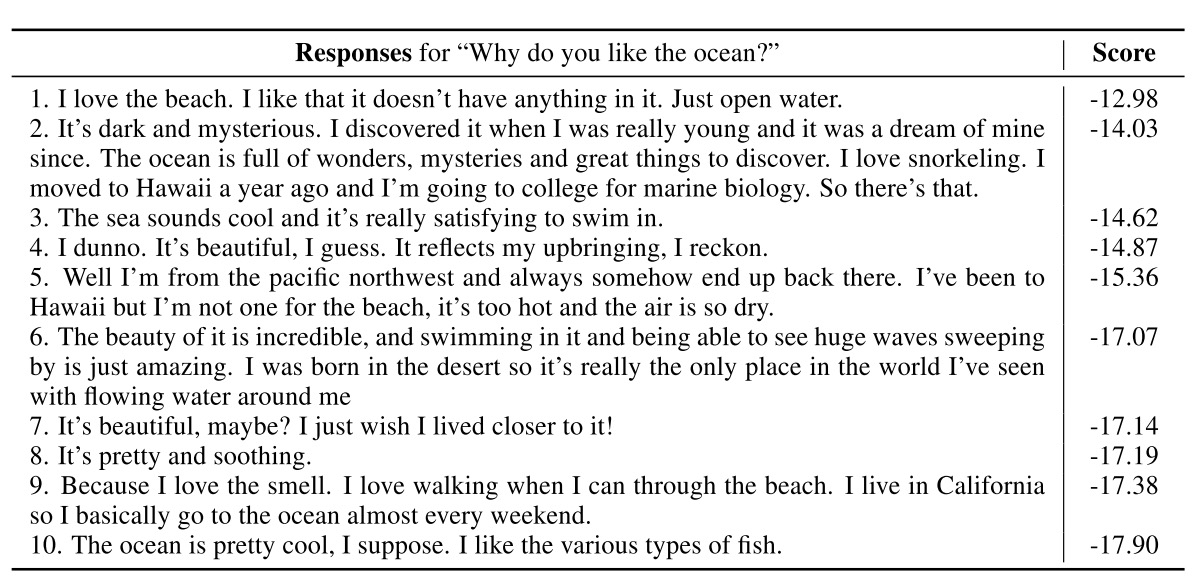 Responses for “Why do you like the ocean?” Score
1. I love the beach. I like that it doesn’t have anything in it. Just open water. -12.98
2. It’s dark and mysterious. I discovered it when I was really young and it was a dream of mine -14.03
since. The ocean is full of wonders, mysteries and great things to discover. I love snorkeling. I
moved to Hawaii a year ago and I’m going to college for marine biology. So there’s that.
3. The sea sounds cool and it’s really satisfying to swim in. -14.62
4. I dunno. It’s beautiful, I guess. It reflects my upbringing, I reckon. -14.87
5. Well I’m from the pacific northwest and always somehow end up back there. I’ve been to -15.36
Hawaii but I’m not one for the beach, it’s too hot and the air is so dry.
6. The beauty of it is incredible, and swimming in it and being able to see huge waves sweeping -17.07
by is just amazing. I was born in the desert so it’s really the only place in the world I’ve seen
with flowing water around me
7. It’s beautiful, maybe? I just wish I lived closer to it! -17.14
8. It’s pretty and soothing. -17.19
9. Because I love the smell. I love walking when I can through the beach. I live in California -17.38
so I basically go to the ocean almost every weekend.
10. The ocean is pretty cool, I suppose. I like the various types of fish. -17.90